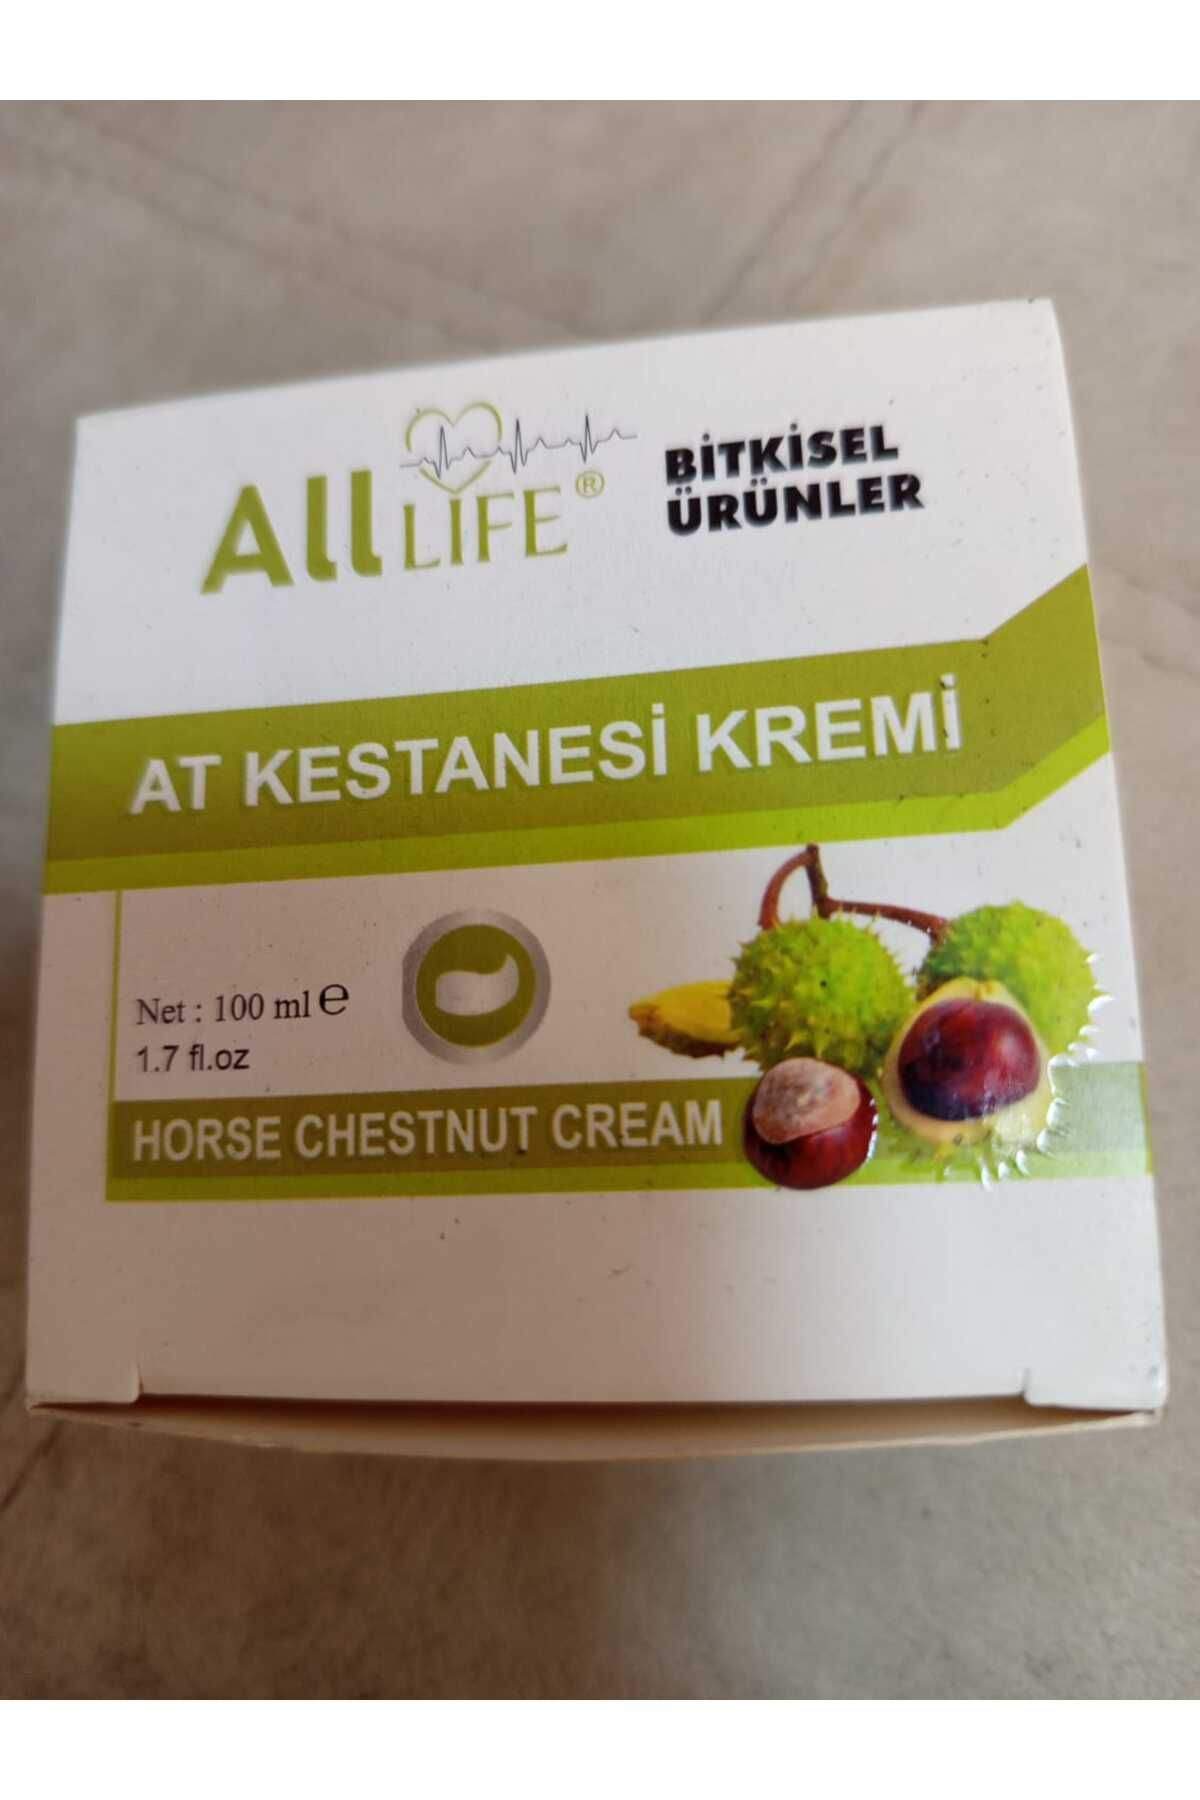 All LIFE®
BİTKİSEL
ÜRÜNLER
AT KESTANESİ KREMİ
Net : 100 ml ℮
1.7 fl.oz
HORSE CHESTNUT CREAM